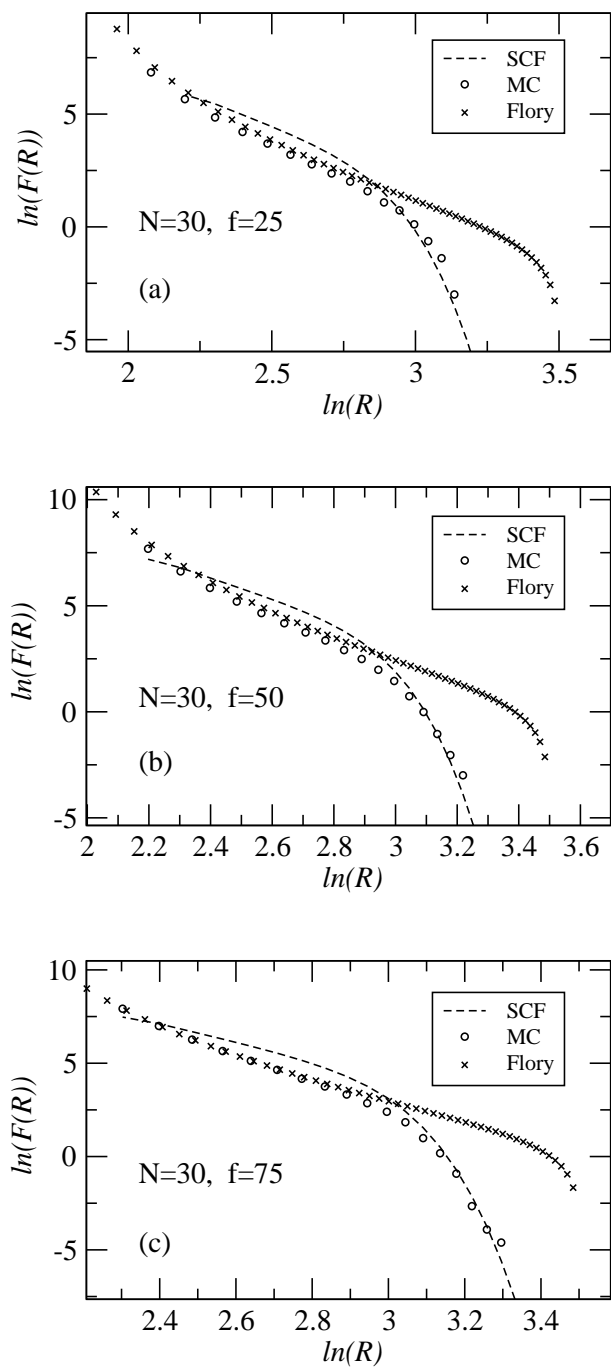 ln(F(R))
5
0
-5
SCF
MC
Flory
N=30, f=25
(a)
2
2.5
3
3.5
ln(R)
ln(F(R))
10
5
0
-5
SCF
MC
Flory
N=30, f=50
(b)
2
2.2
2.4
2.6
2.8
3
3.2
3.4
3.6
ln(R)
ln(F(R))
10
5
0
-5
SCF
MC
Flory
N=30, f=75
(c)
2.4
2.6
2.8
3
3.2
3.4
ln(R)